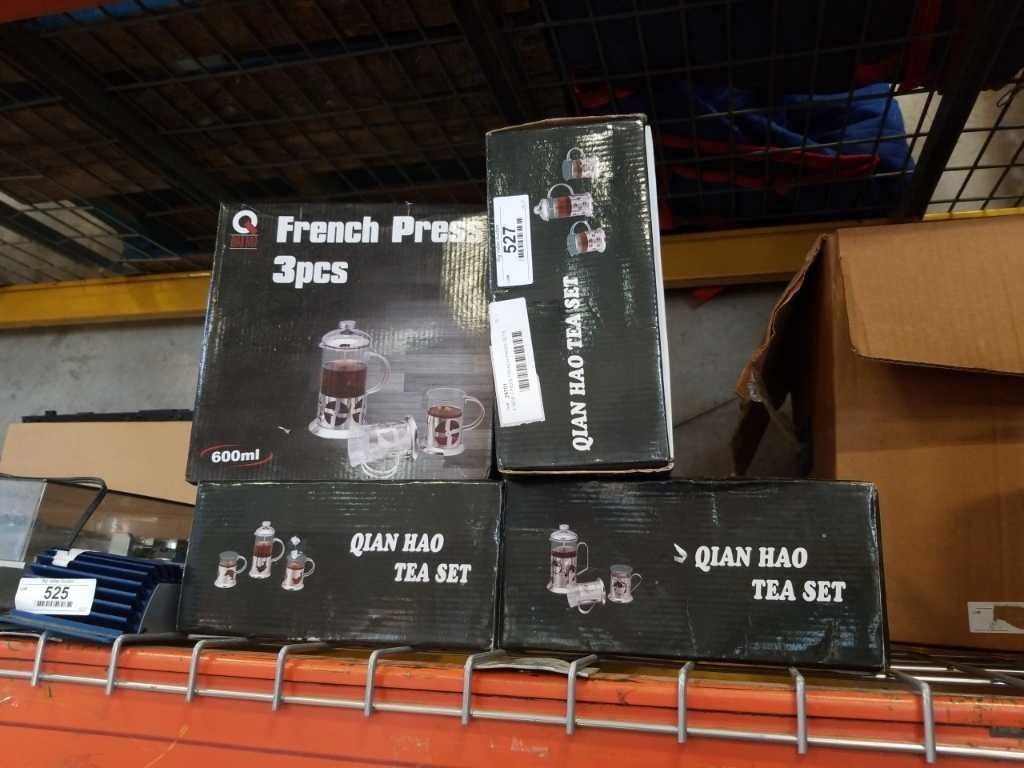 French Press
3pcs
600ml
527
QIAN HAO TEA SET
QIAN HAO
TEA SET
QIAN HAO
TEA SET
525